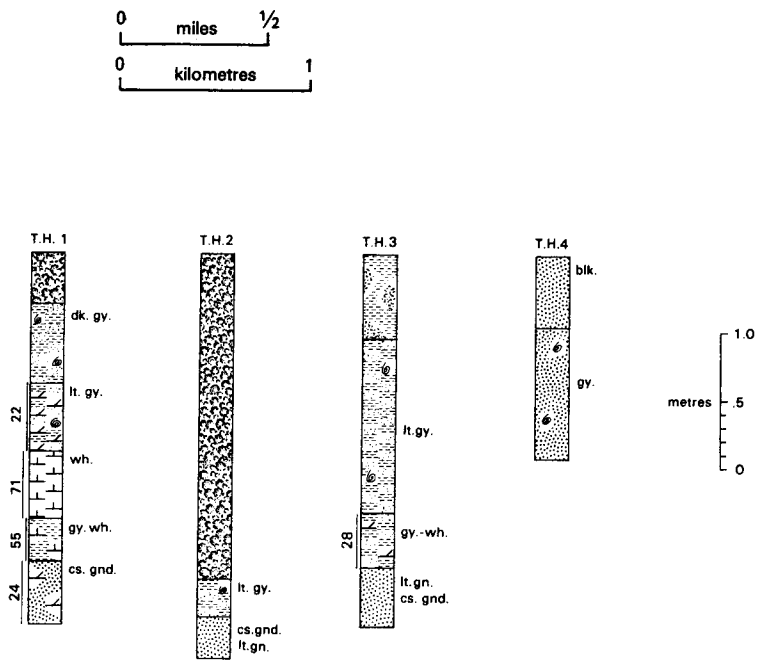 0 ½
miles
0 1
kilometres
T.H. 1
dk. gy.
lt. gy.
22
wh.
71
gy. wh.
55
cs. gnd.
24
T.H.2
lt. gy.
cs.gnd.
lt.gn.
T.H.3
lt.gy.
gy.-wh.
28
lt.gn.
cs. gnd.
T.H.4
blk.
gy.
1.0
metres .5
0